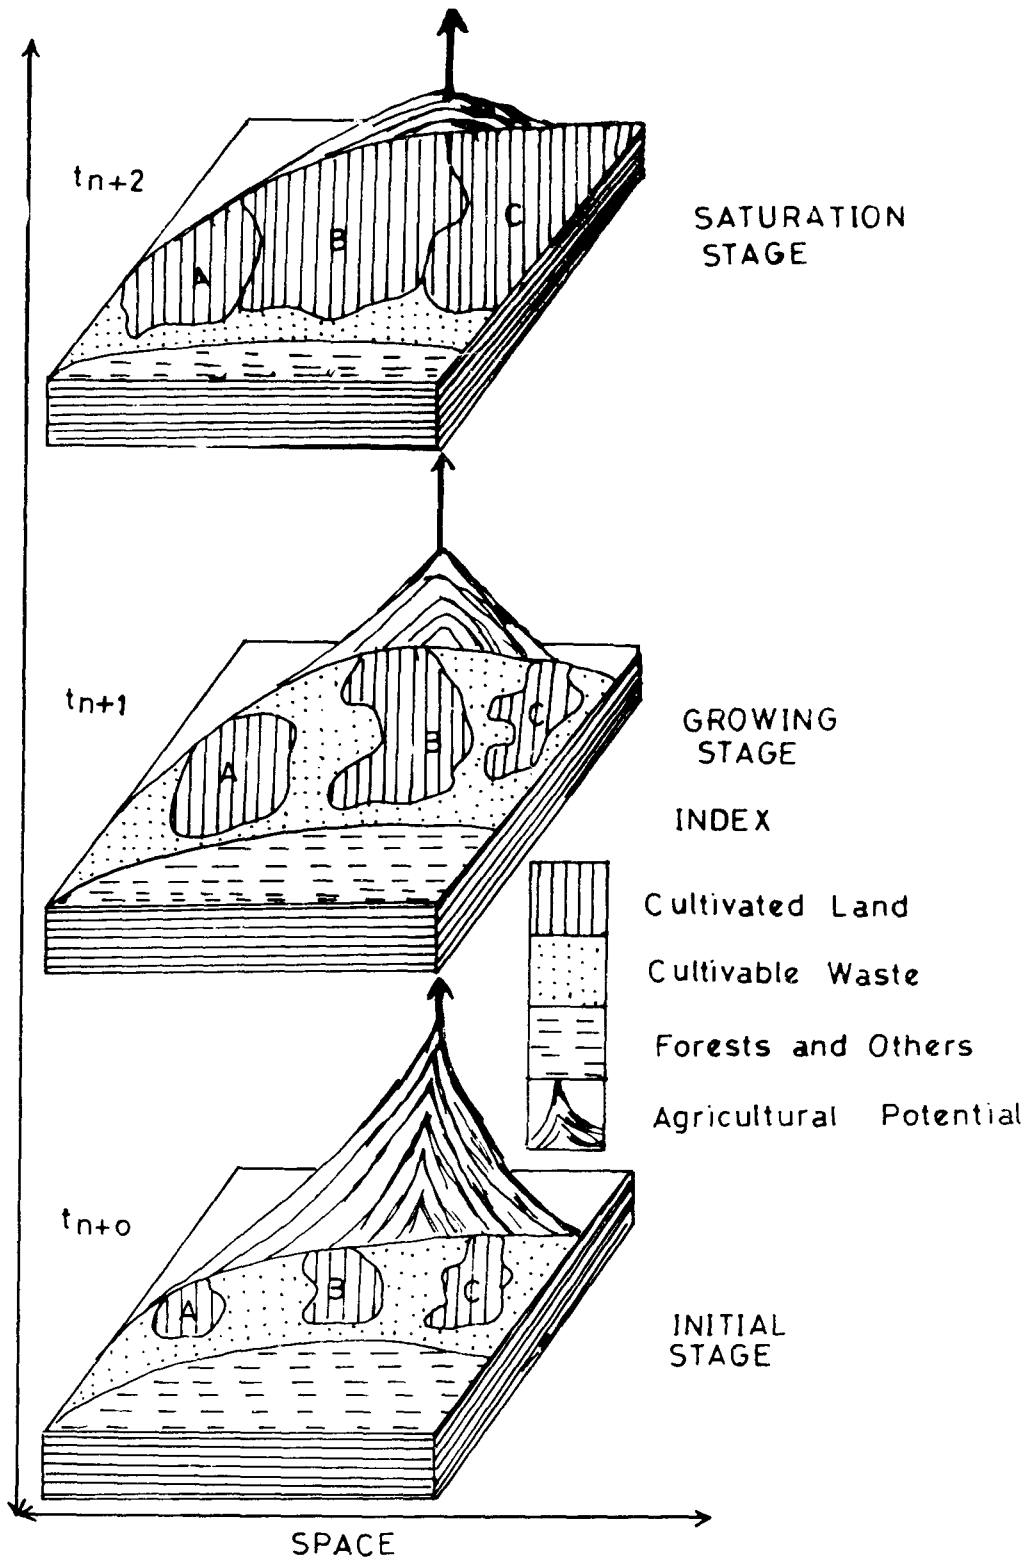 tn+2
A
B
C
SATURATION
STAGE
tn+1
A
B
C
GROWING
STAGE
INDEX
Cultivated Land
Cultivable Waste
Forests and Others
Agricultural Potential
tn+0
A
B
C
INITIAL
STAGE
SPACE